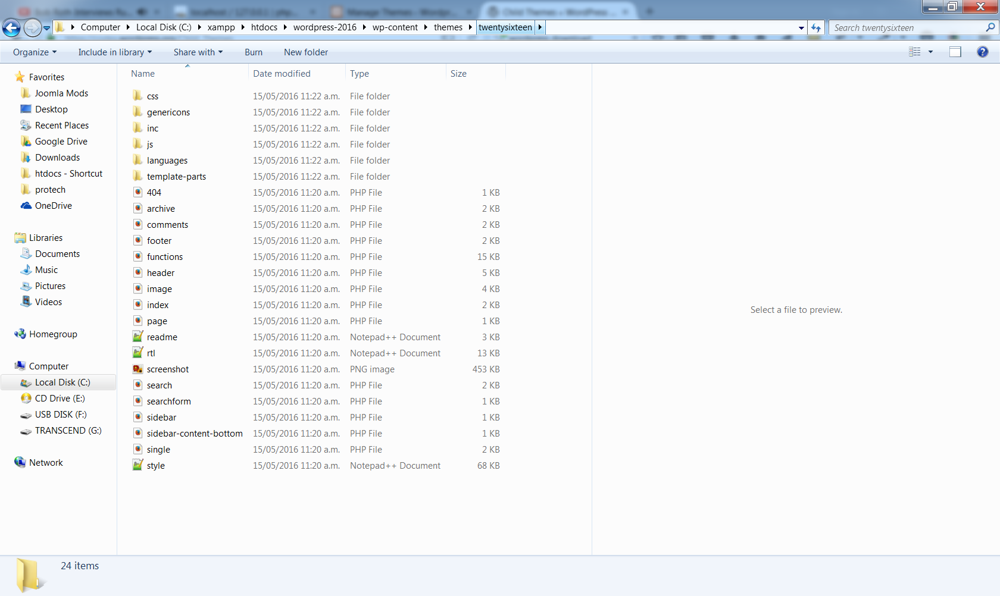 localhost / 127.0.0.1 | php...
Manage Themes - Wordpr...
Child Themes « WordPress ...
Computer Local Disk (C:) xampp htdocs wordpress-2016 wp-content themes twentysixteen Search twentysixteen
Organize Include in library Share with Burn New folder
Name Date modified Type Size
Favorites
Joomla Mods
Desktop
Recent Places
Google Drive
Downloads
htdocs - Shortcut
protech
OneDrive
Libraries
Documents
Music
Pictures
Videos
Homegroup
Computer
Local Disk (C:)
CD Drive (E:)
USB DISK (F:)
TRANSCEND (G:)
Network
css 15/05/2016 11:22 a.m. File folder
genericons 15/05/2016 11:22 a.m. File folder
inc 15/05/2016 11:22 a.m. File folder
js 15/05/2016 11:22 a.m. File folder
languages 15/05/2016 11:22 a.m. File folder
template-parts 15/05/2016 11:22 a.m. File folder
404 15/05/2016 11:20 a.m. PHP File 1 KB
archive 15/05/2016 11:20 a.m. PHP File 2 KB
comments 15/05/2016 11:20 a.m. PHP File 2 KB
footer 15/05/2016 11:20 a.m. PHP File 2 KB
functions 15/05/2016 11:20 a.m. PHP File 15 KB
header 15/05/2016 11:20 a.m. PHP File 5 KB
image 15/05/2016 11:20 a.m. PHP File 4 KB
index 15/05/2016 11:20 a.m. PHP File 2 KB
page 15/05/2016 11:20 a.m. PHP File 1 KB
readme 15/05/2016 11:20 a.m. Notepad++ Document 3 KB
rtl 15/05/2016 11:20 a.m. Notepad++ Document 13 KB
screenshot 15/05/2016 11:20 a.m. PNG image 453 KB
search 15/05/2016 11:20 a.m. PHP File 2 KB
searchform 15/05/2016 11:20 a.m. PHP File 1 KB
sidebar 15/05/2016 11:20 a.m. PHP File 1 KB
sidebar-content-bottom 15/05/2016 11:20 a.m. PHP File 1 KB
single 15/05/2016 11:20 a.m. PHP File 2 KB
style 15/05/2016 11:20 a.m. Notepad++ Document 68 KB
Select a file to preview.
24 items